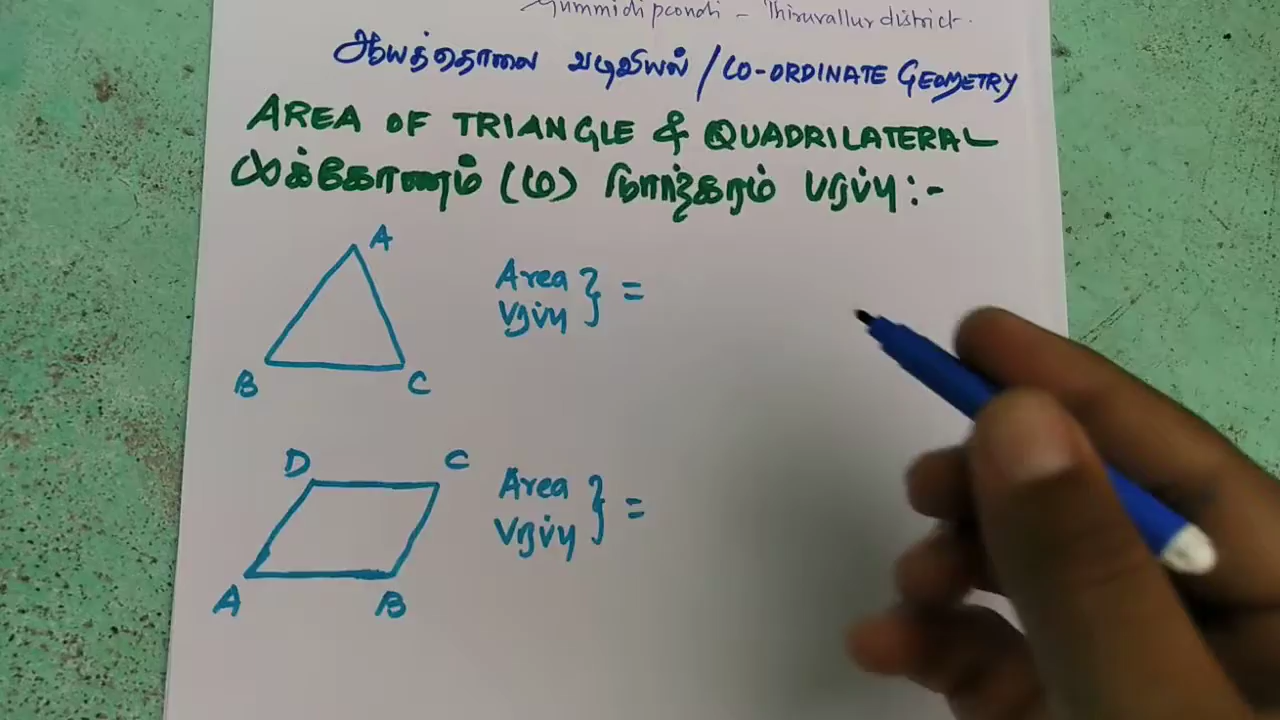 Gummidipoondi - Thiruvallur district.
ஆயத்தொலை வடிவியல் / CO-ORDINATE GEOMETRY
AREA OF TRIANGLE & QUADRILATERAL
முக்கோணம் (ம) நாற்கரம் பரப்பு :-
A
Area
பரப்பு } =
B C
D C
Area
பரப்பு } =
A B